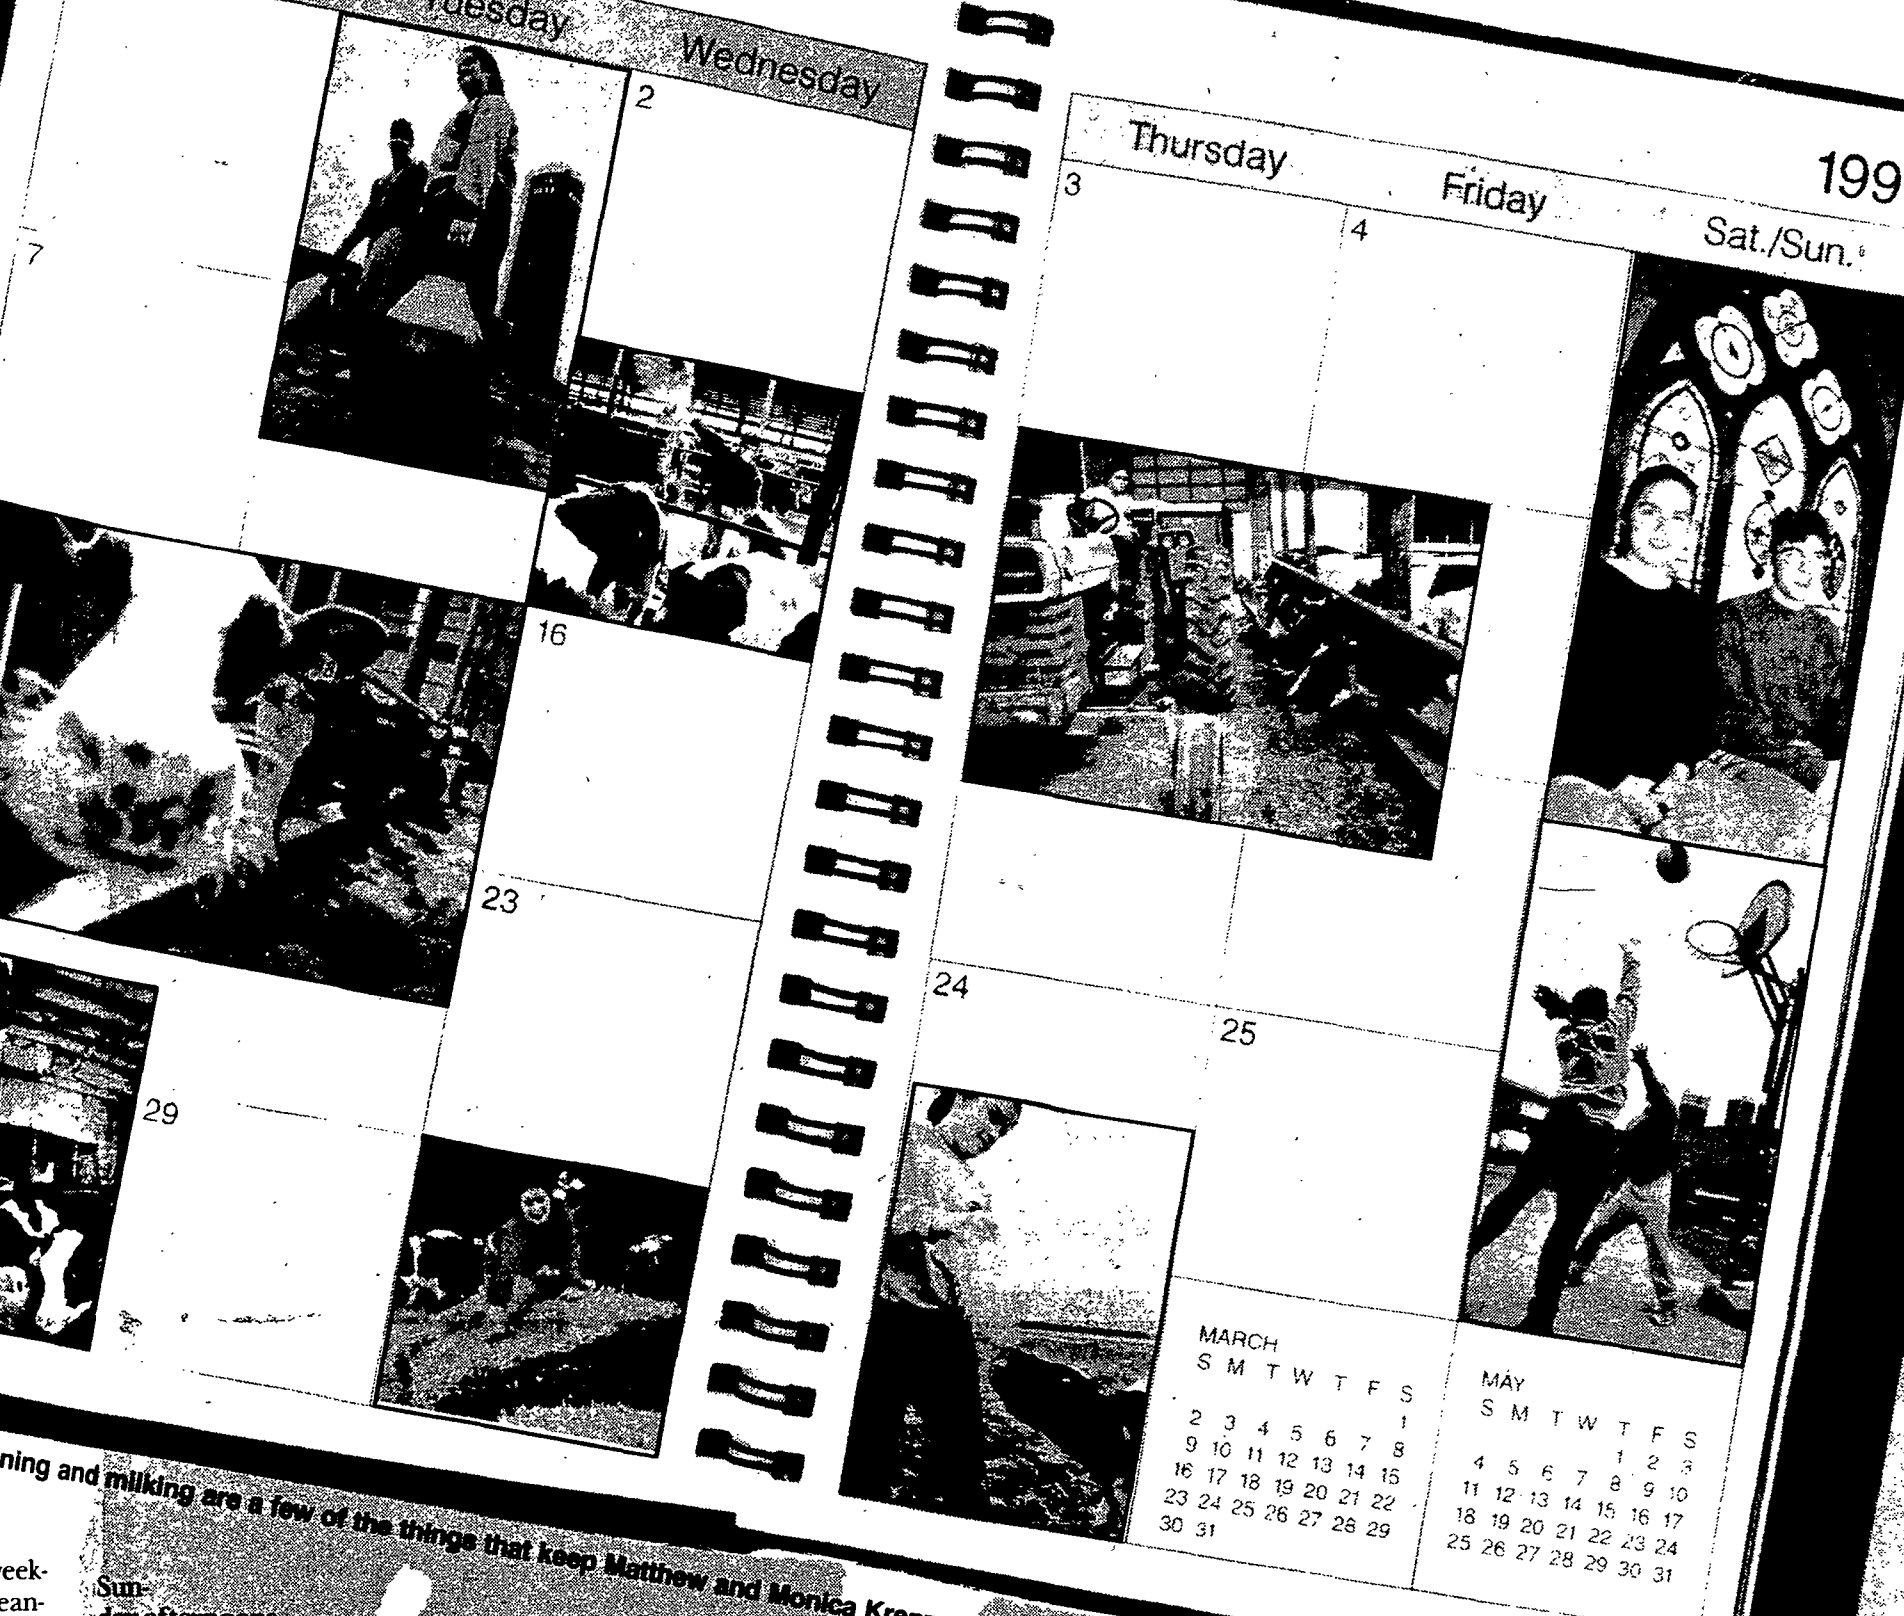 Tuesday
Wednesday
2
7
16
23
29
199
Thursday
Friday
Sat./Sun.
3
4
24
25
MARCH
S M T W T F S
1
2 3 4 5 6 7 8
9 10 11 12 13 14 15
16 17 18 19 20 21 22
23 24 25 26 27 28 29
30 31
MAY
S M T W T F S
1 2 3
4 5 6 7 8 9 10
11 12 13 14 15 16 17
18 19 20 21 22 23 24
25 26 27 28 29 30 31
ning and milking are a few of the things that keep Matthew and Monica
Sun-